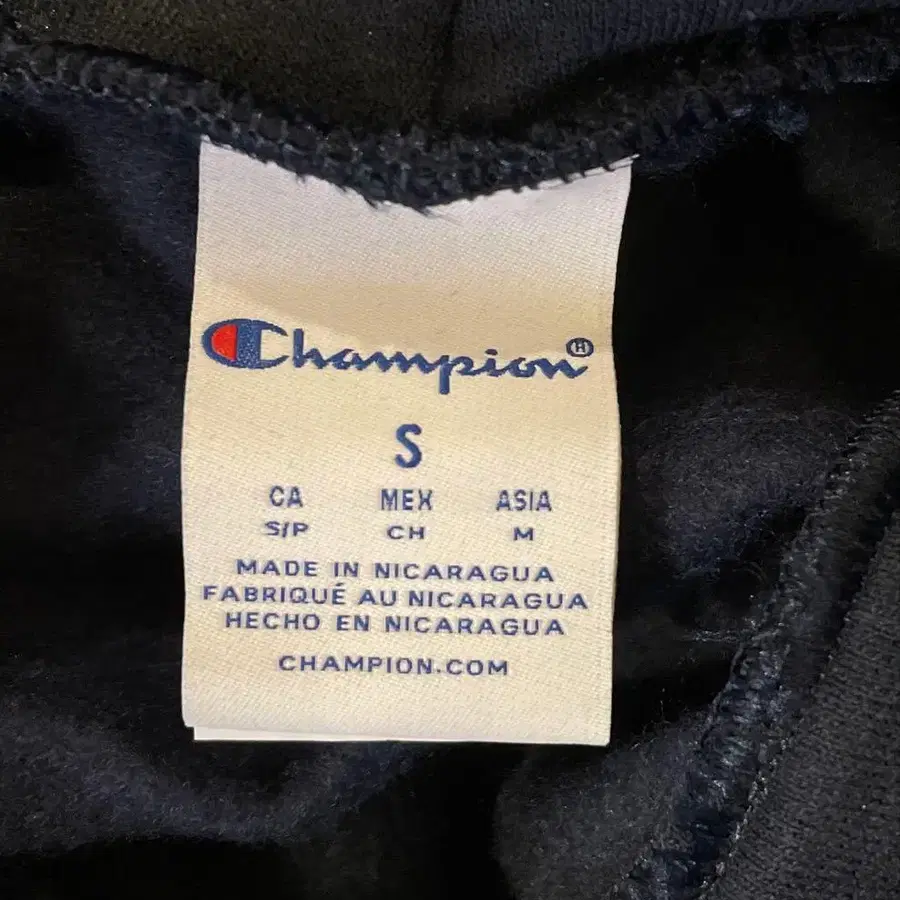 Champion®
S
CA MEX ASIA
S/P CH M
MADE IN NICARAGUA
FABRIQUÉ AU NICARAGUA
HECHO EN NICARAGUA
CHAMPION.COM